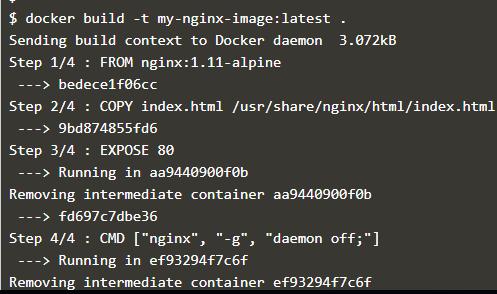 $ docker build -t my-nginx-image:latest .
Sending build context to Docker daemon  3.072kB
Step 1/4 : FROM nginx:1.11-alpine
 ---> bedece1f06cc
Step 2/4 : COPY index.html /usr/share/nginx/html/index.html
 ---> 9bd874855fd6
Step 3/4 : EXPOSE 80
 ---> Running in aa9440900f0b
Removing intermediate container aa9440900f0b
 ---> fd697c7dbe36
Step 4/4 : CMD ["nginx", "-g", "daemon off;"]
 ---> Running in ef93294f7c6f
Removing intermediate container ef93294f7c6f